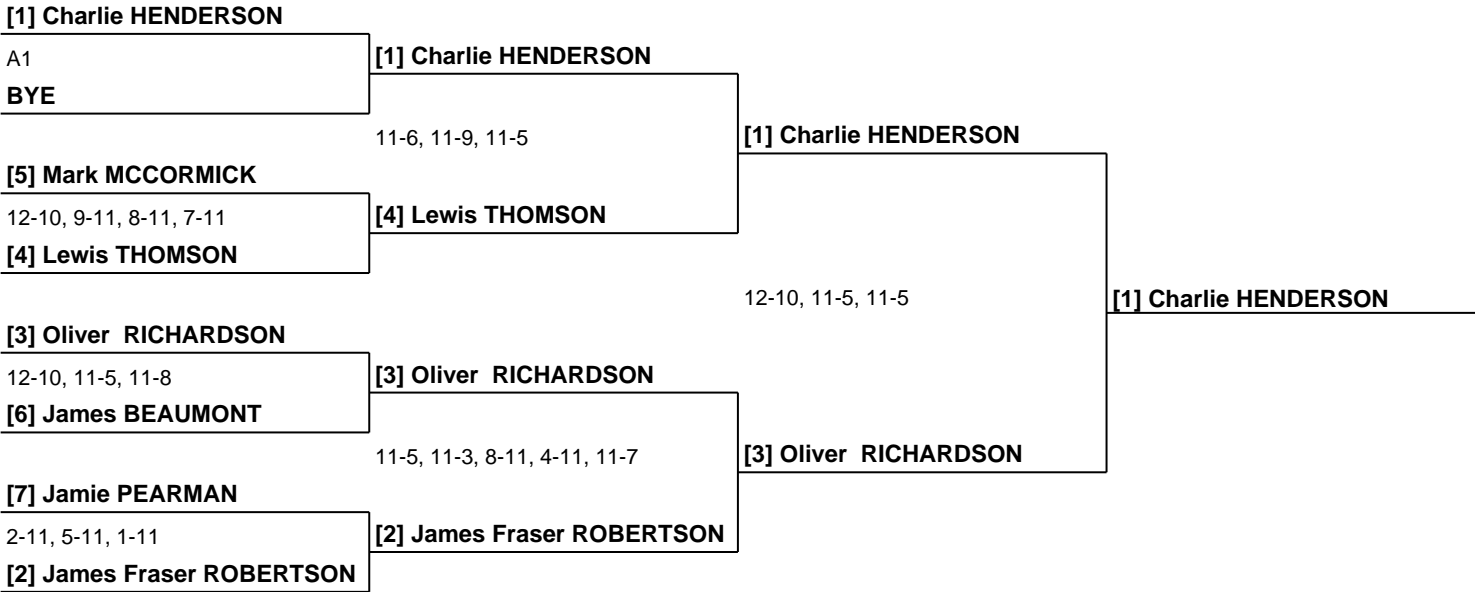 [1] Charlie HENDERSON
A1
BYE
[5] Mark MCCORMICK
12-10, 9-11, 8-11, 7-11
[4] Lewis THOMSON
[3] Oliver  RICHARDSON
12-10, 11-5, 11-8
[6] James BEAUMONT
[7] Jamie PEARMAN
2-11, 5-11, 1-11
[2] James Fraser ROBERTSON
[1] Charlie HENDERSON
11-6, 11-9, 11-5
[4] Lewis THOMSON
[3] Oliver  RICHARDSON
11-5, 11-3, 8-11, 4-11, 11-7
[2] James Fraser ROBERTSON
[1] Charlie HENDERSON
12-10, 11-5, 11-5
[3] Oliver  RICHARDSON
[1] Charlie HENDERSON